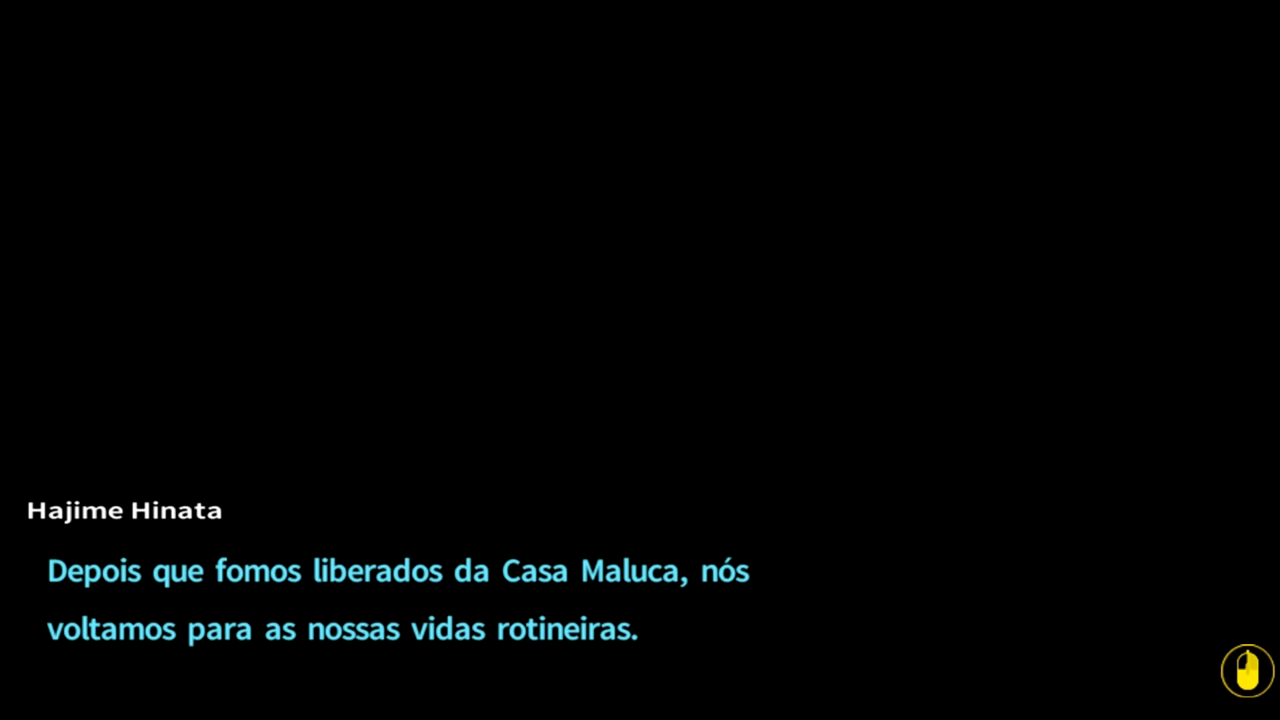 Hajime Hinata
Depois que fomos liberados da Casa Maluca, nós
voltamos para as nossas vidas rotineiras.